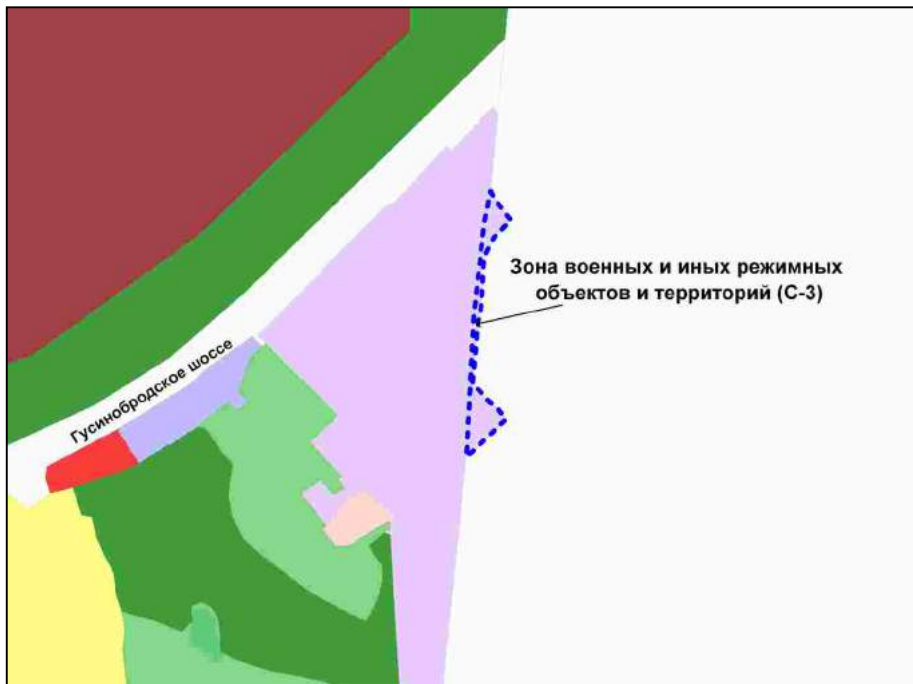 Зона военных и иных режимных
объектов и территорий (С-3)
Гусинобродское шоссе